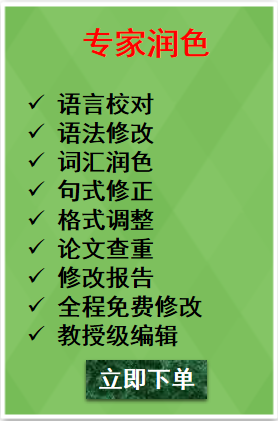 专家润色
✓ 语言校对
✓ 语法修改
✓ 词汇润色
✓ 句式修正
✓ 格式调整
✓ 论文查重
✓ 修改报告
✓ 全程免费修改
✓ 教授级编辑
立即下单